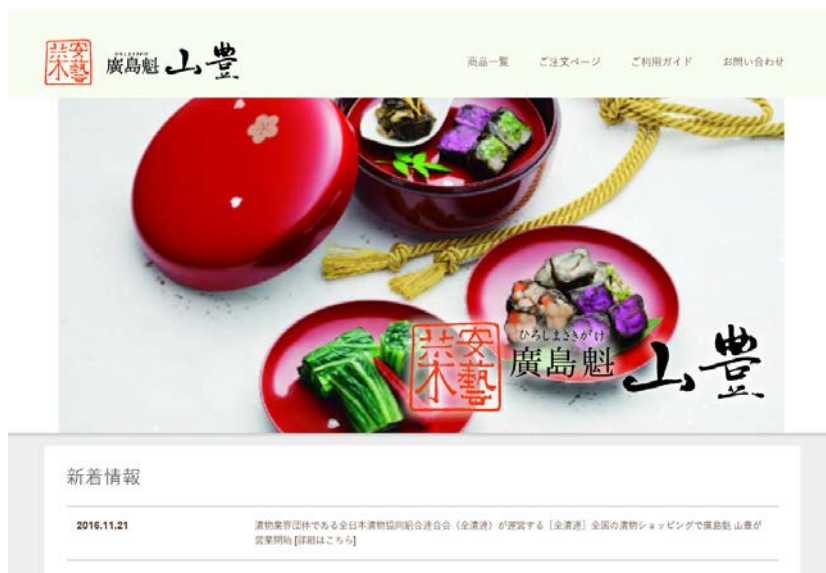 安藝
菜
廣島魁 山豊
商品一覧
ご注文ページ
ご利用ガイド
お問い合わせ
安藝
菜
ひろしまさきがけ
廣島魁 山豊
新着情報
2016.11.21
漬物業界団体である全日本漬物協同組合連合会（全漬連）が運営する［全漬連］全国の漬物ショッピングで廣島魁 山豊が
営業開始 [詳細はこちら]